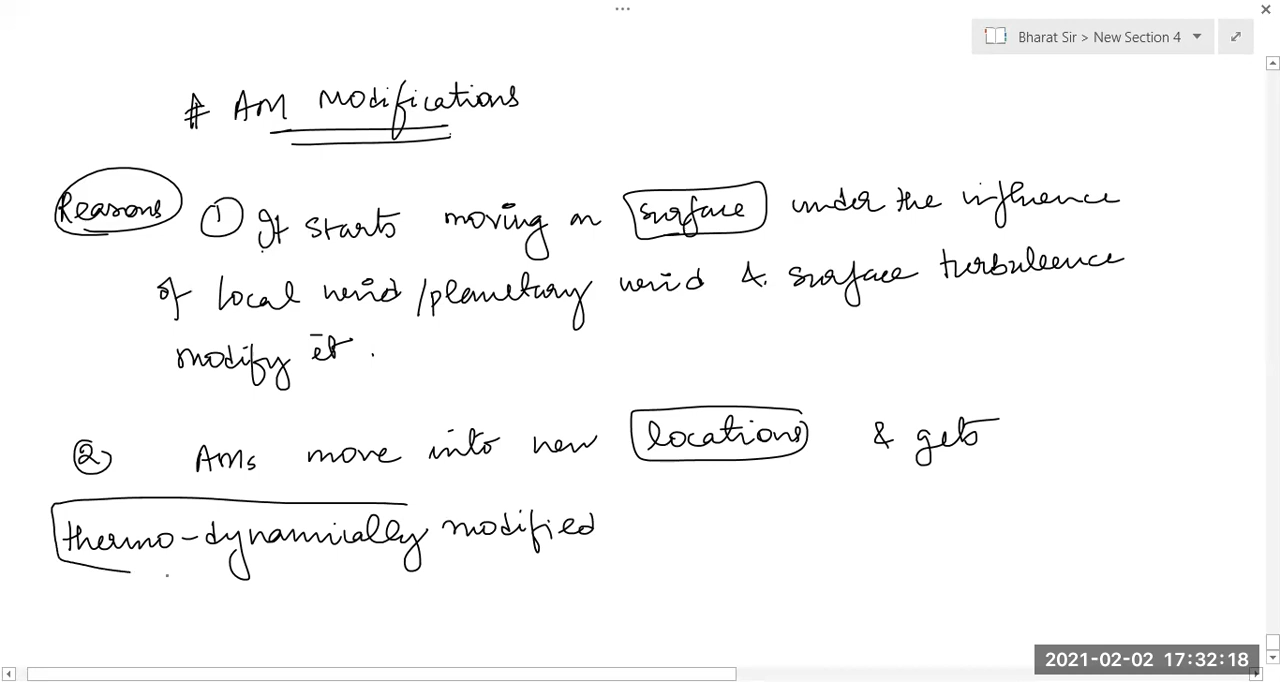 ...
Bharat Sir > New Section 4
# AM Modifications
Reasons ① It starts moving on surface under the influence
of local wind/planetary wind & surface turbulence
modify it.
② AMs move into new locations & gets
thermo-dynamically modified
2021-02-02 17:32:18